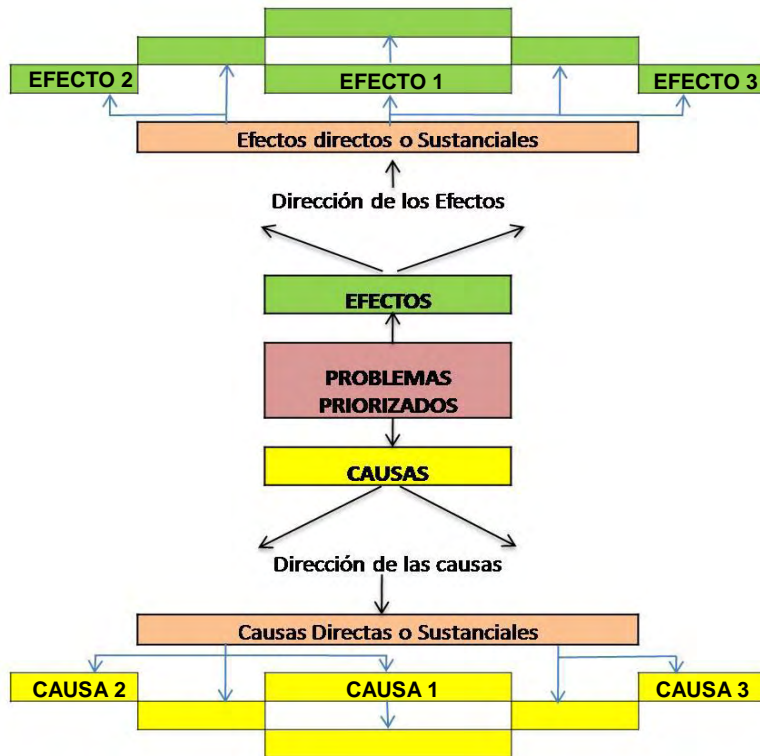 EFECTO 2 EFECTO 1 EFECTO 3
Efectos directos o Sustanciales
Dirección de los Efectos
EFECTOS
PROBLEMAS
PRIORIZADOS
CAUSAS
Dirección de las causas
Causas Directas o Sustanciales
CAUSA 2 CAUSA 1 CAUSA 3